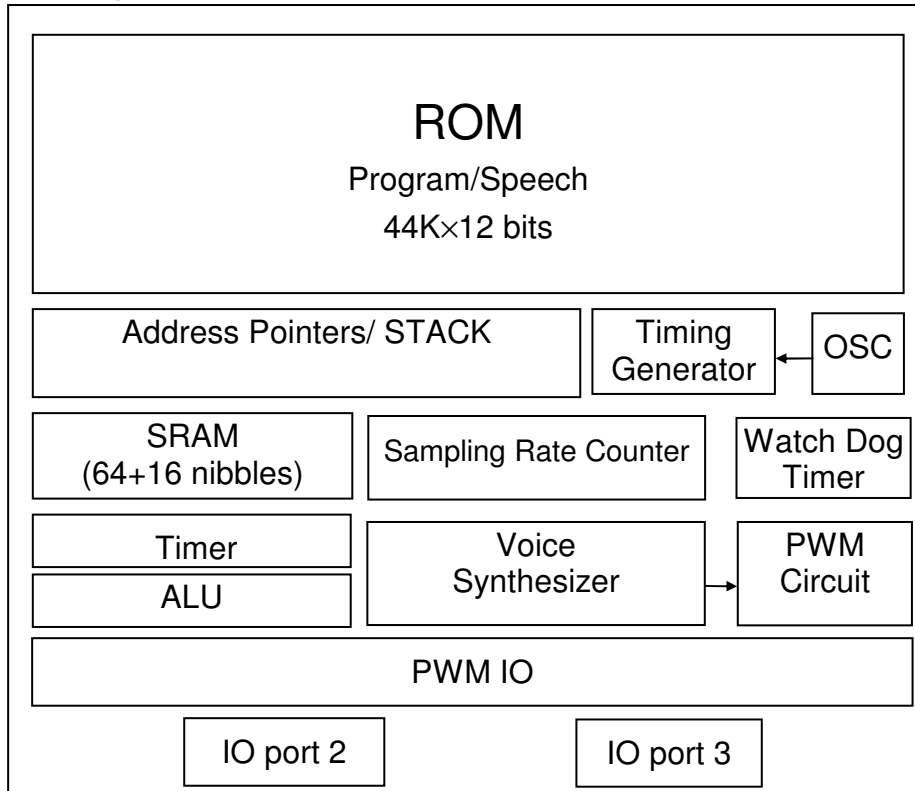 ROM
Program/Speech
44K×12 bits
Address Pointers/ STACK
Timing
Generator
OSC
SRAM
(64+16 nibbles)
Sampling Rate Counter
Watch Dog
Timer
Timer
ALU
Voice
Synthesizer
PWM
Circuit
PWM IO
IO port 2
IO port 3